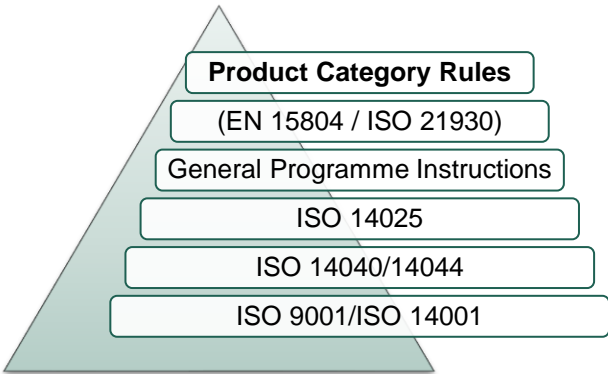 Product Category Rules
(EN 15804 / ISO 21930)
General Programme Instructions
ISO 14025
ISO 14040/14044
ISO 9001/ISO 14001